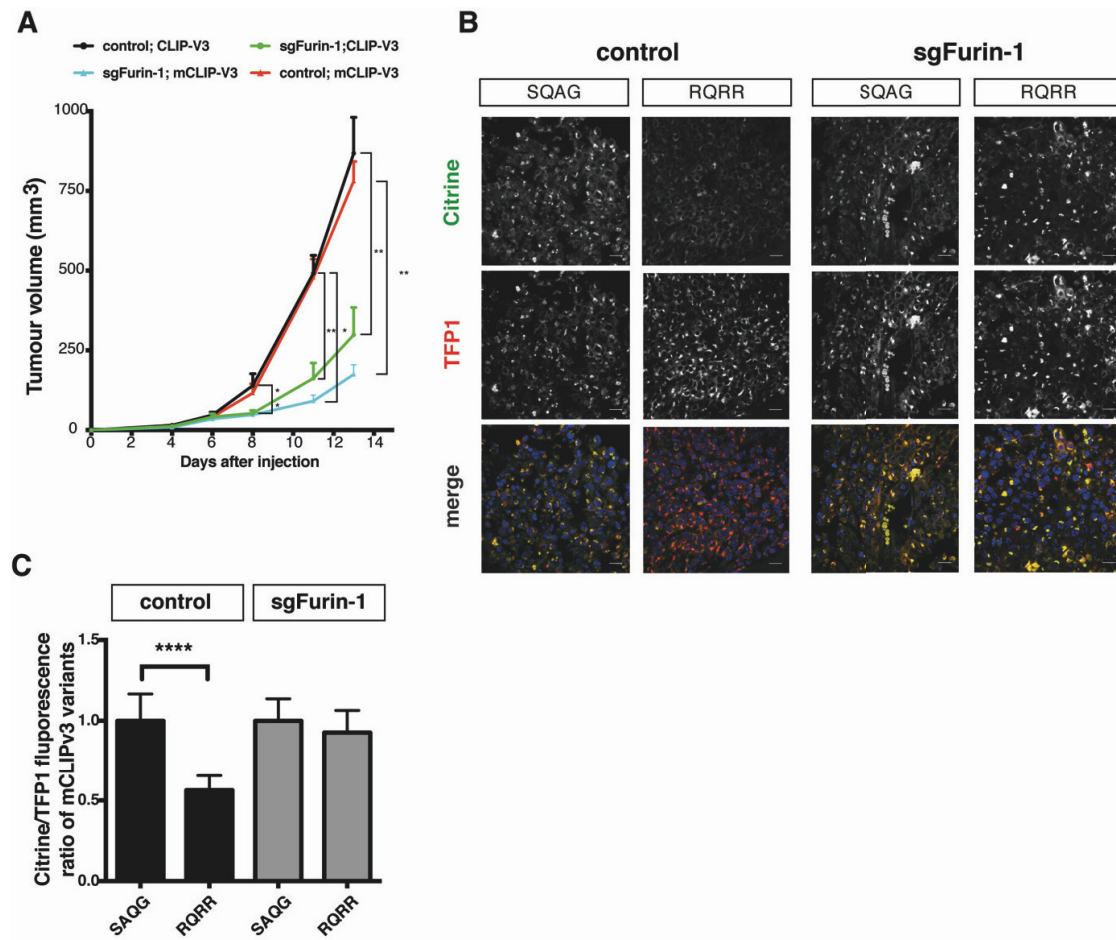 A
control; CLIP-V3
sgFurin-1;CLIP-V3
sgFurin-1; mCLIP-V3
control; mCLIP-V3
Tumour volume (mm3)
1000
750
500
250
0
0 2 4 6 8 10 12 14
Days after injection
**
**
**
*
*
*
B
control
sgFurin-1
SQAG
RQRR
SQAG
RQRR
Citrine
TFP1
merge
C
control
sgFurin-1
Citrine/TFP1 fluporescence
ratio of mCLIPv3 variants
1.5
1.0
0.5
0.0
****
SAQG
RQRR
SAQG
RQRR